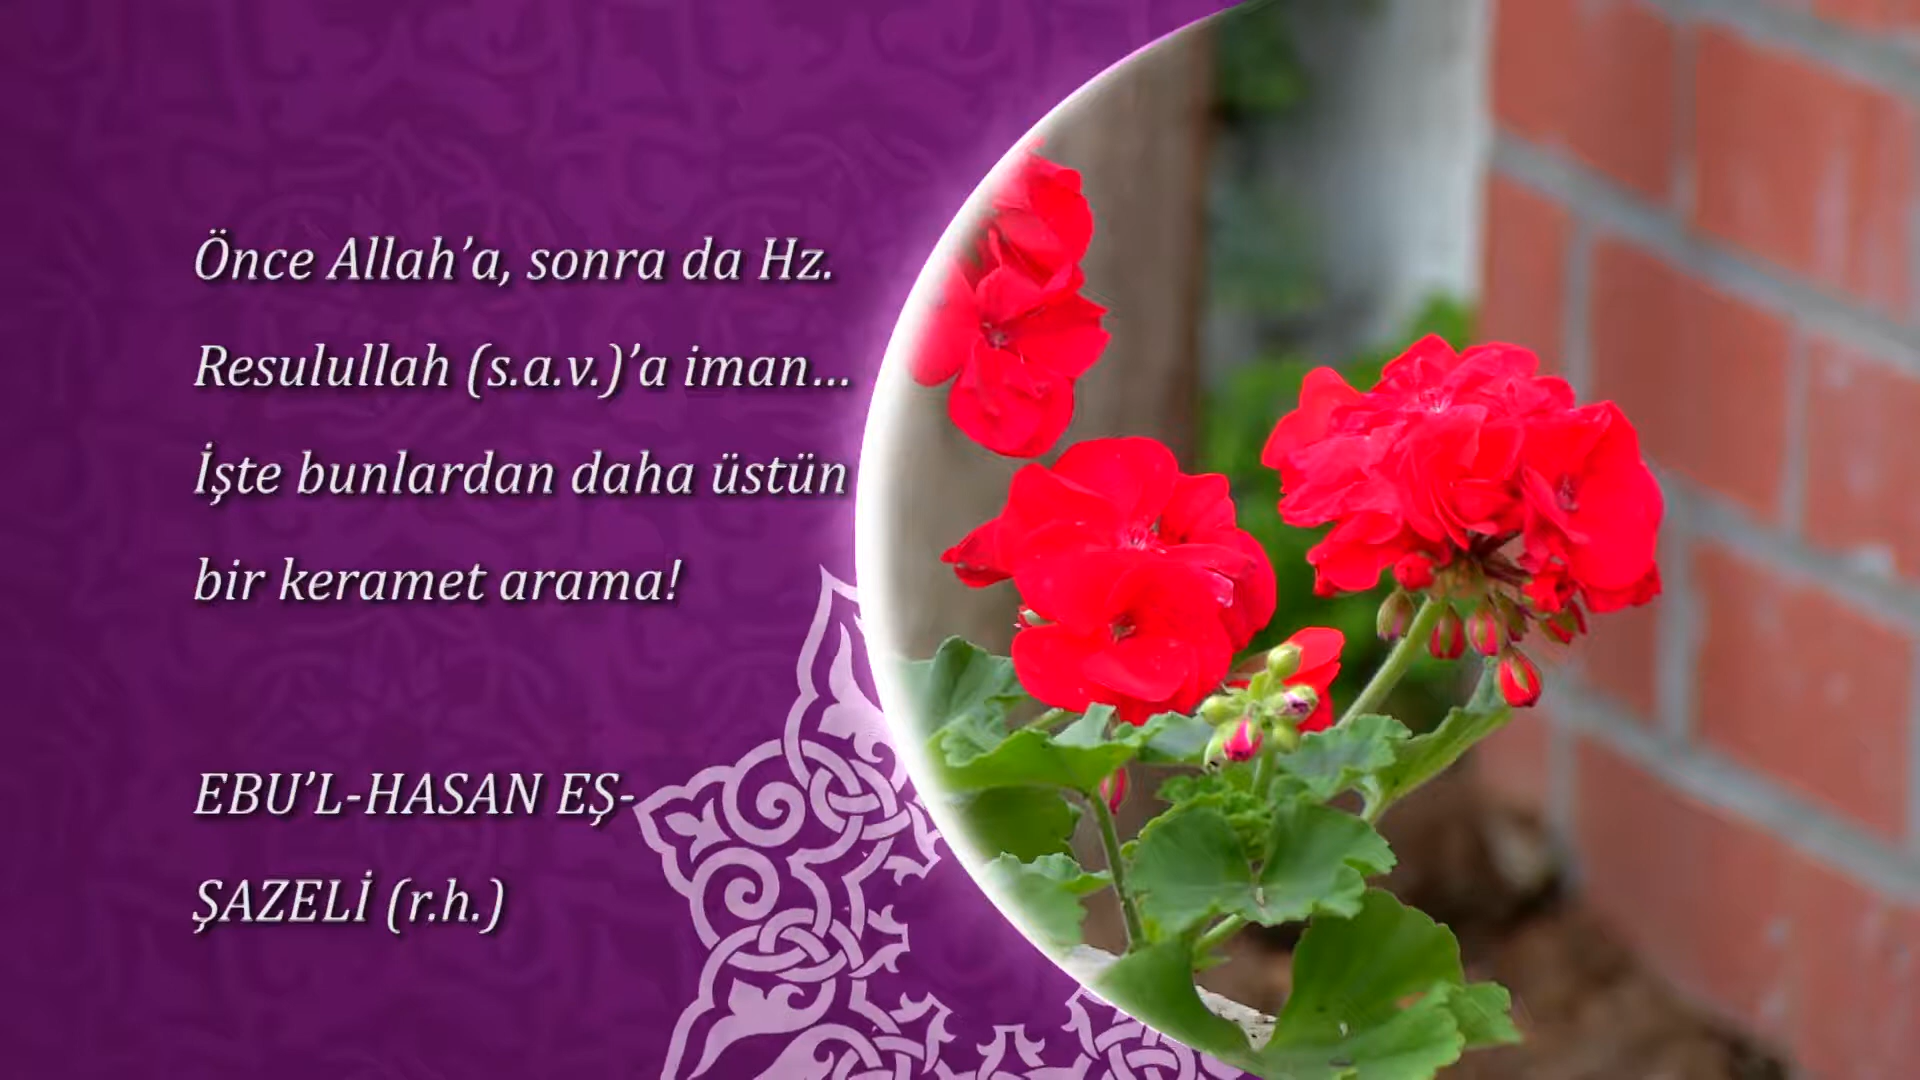 Önce Allah’a, sonra da Hz.
Resulullah (s.a.v.)’a iman...
İşte bunlardan daha üstün
bir keramet arama!
EBU’L-HASAN EŞ-
ŞAZELİ (r.h.)